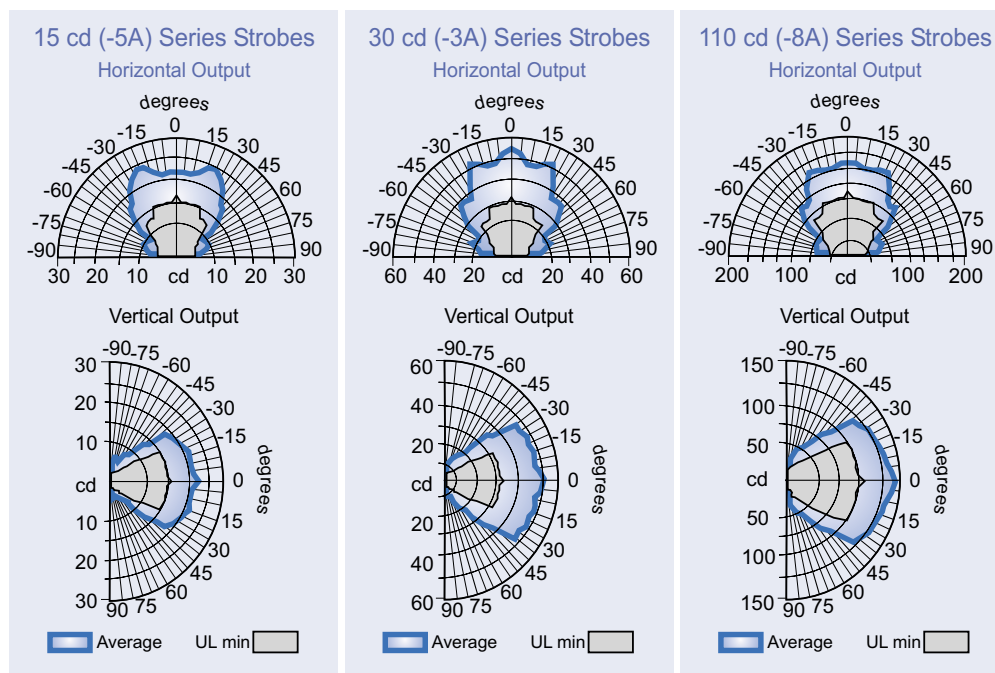 15 cd (-5A) Series Strobes
Horizontal Output
degrees
-90 -75 -60 -45 -30 -15 0 15 30 45 60 75 90
30 20 10 cd 10 20 30
Vertical Output
30 20 10 cd 10 20 30
-90 -75 -60 -45 -30 -15 0 15 30 45 60 75 90
degrees
Average UL min
30 cd (-3A) Series Strobes
Horizontal Output
degrees
-90 -75 -60 -45 -30 -15 0 15 30 45 60 75 90
60 40 20 cd 20 40 60
Vertical Output
60 40 20 cd 20 40 60
-90 -75 -60 -45 -30 -15 0 15 30 45 60 75 90
degrees
Average UL min
110 cd (-8A) Series Strobes
Horizontal Output
degrees
-90 -75 -60 -45 -30 -15 0 15 30 45 60 75 90
200 100 cd 100 200
Vertical Output
150 100 50 cd 50 100 150
-90 -75 -60 -45 -30 -15 0 15 30 45 60 75 90
degrees
Average UL min